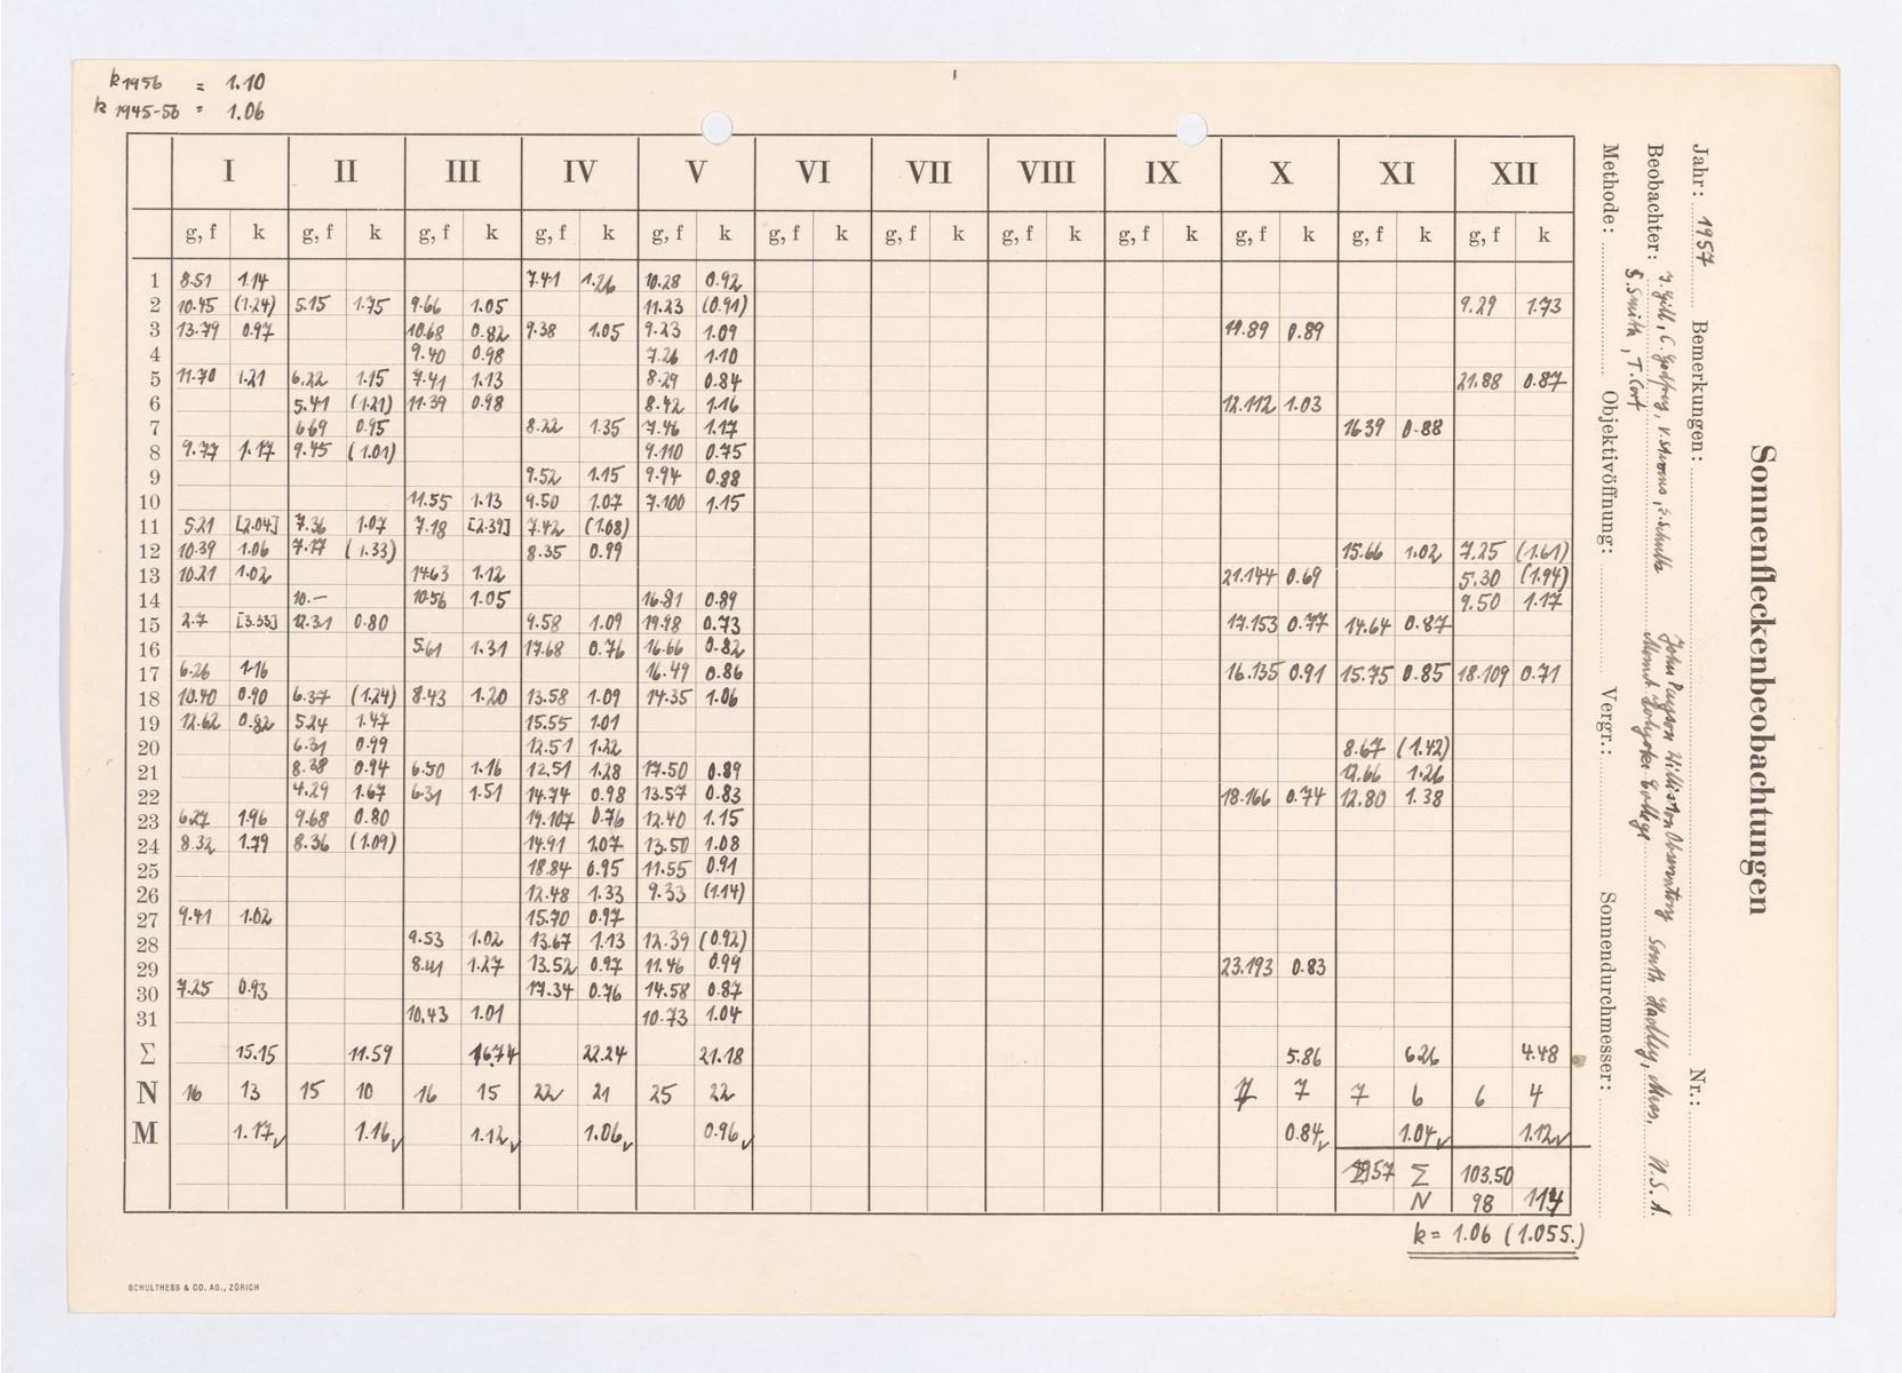 k1956 = 1.10
k1945-56 = 1.06
Sonnenfleckenbeobachtungen
Jahr: 1957 Bemerkungen: Nr.:
Beobachter: J. Gill, C. Godfrey, S. Smith, T. Cort John Payson Williston Observatory Mount Holyoke College South Hadley, Mass. U.S.A.
Methode: Objektivöffnung: Vergr.: Sonnendurchmesser:
I II III IV V VI VII VIII IX X XI XII
g, f k g, f k g, f k g, f k g, f k g, f k g, f k g, f k g, f k g, f k g, f k g, f k
1 8.51 1.14 7.41 1.26 10.28 0.92
2 10.45 (1.24) 5.15 1.75 9.66 1.05 11.23 (0.91) 9.29 1.73
3 13.79 0.97 10.68 0.82 9.38 1.05 9.23 1.09 11.89 0.89
4 9.40 0.98 7.26 1.10
5 11.70 1.21 6.22 1.15 7.41 1.13 8.29 0.84 21.88 0.87
6 5.41 (1.21) 11.39 0.98 8.42 1.16 12.112 1.03
7 6.69 0.95 8.22 1.35 7.46 1.17 16.39 0.88
8 9.77 1.17 9.45 (1.01) 9.110 0.75
9 9.52 1.15 9.94 0.88
10 11.55 1.13 9.50 1.07 7.100 1.15
11 5.21 [2.04] 7.36 1.07 7.18 [2.39] 7.42 (1.08)
12 10.39 1.06 7.17 (1.33) 8.35 0.99 15.66 1.02 7.25 (1.61)
13 10.21 1.02 14.63 1.12 21.144 0.69 5.30 (1.94)
14 10.— 10.56 1.05 16.81 0.89 9.50 1.17
15 2.7 [3.33] 12.31 0.80 9.58 1.09 19.98 0.73 17.153 0.77 14.64 0.87
16 5.61 1.31 17.68 0.76 16.66 0.82
17 6.26 1.16 16.49 0.86 16.135 0.91 15.75 0.85 18.109 0.71
18 10.40 0.90 6.37 (1.24) 8.43 1.20 13.58 1.09 14.35 1.06
19 12.62 0.82 5.24 1.47 15.55 1.01
20 6.31 0.99 12.51 1.22 8.67 (1.42)
21 8.38 0.94 6.50 1.16 12.51 1.28 17.50 0.89 12.66 1.26
22 4.29 1.67 6.31 1.51 14.74 0.98 13.57 0.83 18.166 0.74 12.80 1.38
23 6.27 1.96 9.68 0.80 19.107 0.76 12.40 1.15
24 8.32 1.79 8.36 (1.09) 14.91 1.07 13.50 1.08
25 18.84 0.95 11.55 0.91
26 12.48 1.33 9.33 (1.14)
27 9.41 1.02 15.70 0.97
28 9.53 1.02 13.67 1.13 12.39 (0.92)
29 8.41 1.27 13.52 0.97 11.46 0.99 23.193 0.83
30 7.25 0.93 17.34 0.76 14.58 0.87
31 10.43 1.01 10.73 1.04
Σ 15.15 11.59 16.74 22.24 21.18 5.86 6.26 4.48
N 16 13 15 10 16 15 22 21 25 22 7 7 7 6 6 4
M 1.17✓ 1.16✓ 1.12✓ 1.06✓ 0.96✓ 0.84✓ 1.04✓ 1.12✓
1957 Σ 103.50
N 98 114
k = 1.06 (1.055.)
SCHULTHESS & CO. AG., ZÜRICH